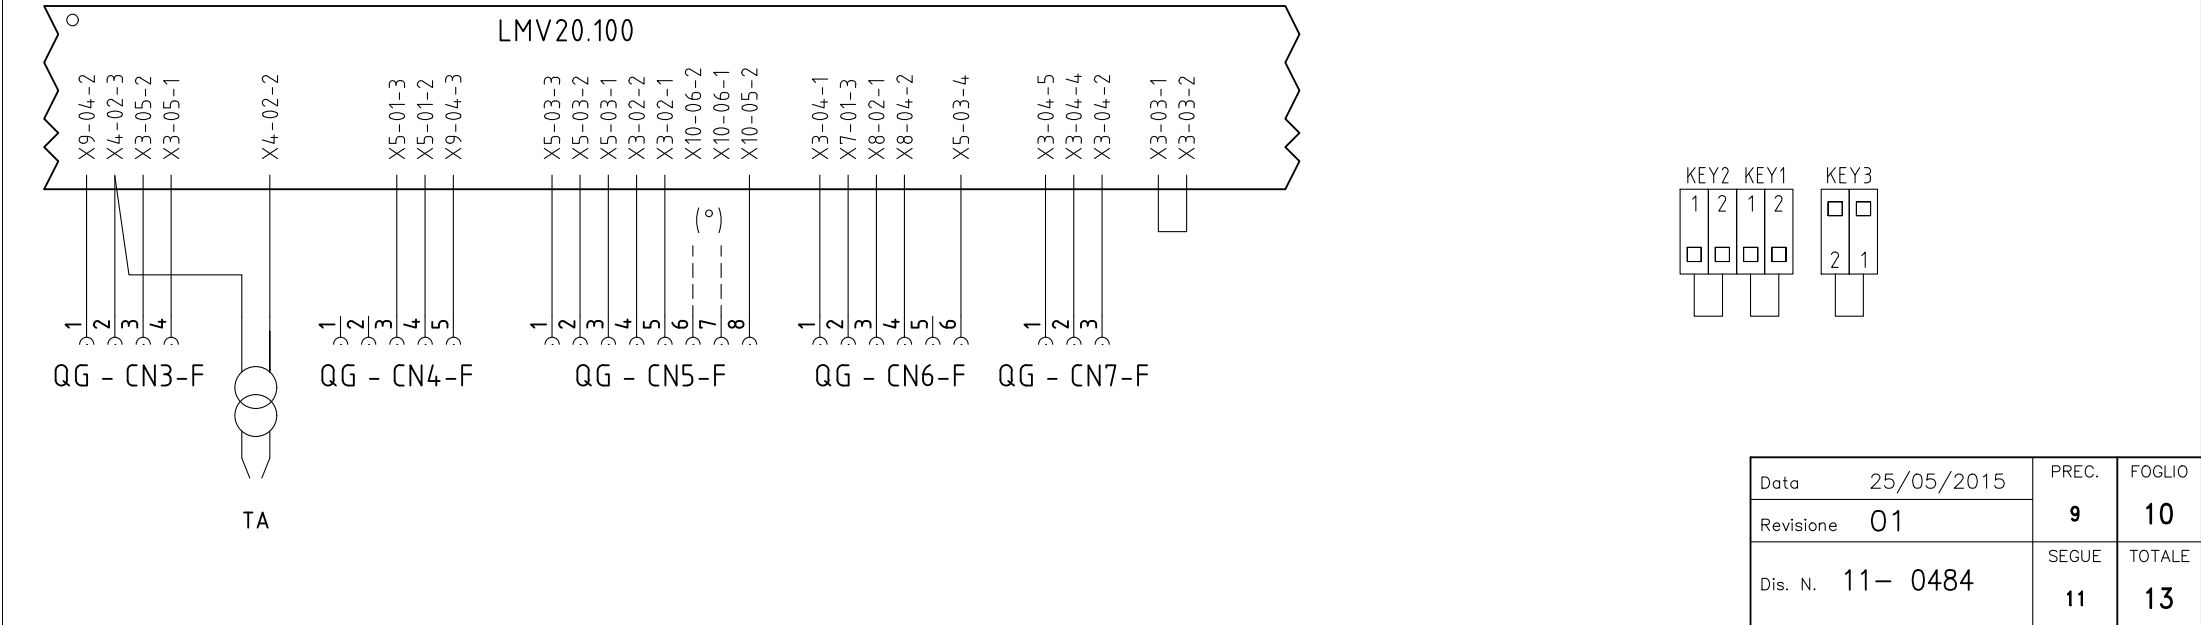 LMV20.100
X9-04-2
X4-02-3
X3-05-2
X3-05-1
X4-02-2
X5-01-3
X5-01-2
X9-04-3
X5-03-3
X5-03-2
X5-03-1
X3-02-2
X3-02-1
X10-06-2
X10-06-1
X10-05-2
X3-04-1
X7-01-3
X8-02-1
X8-04-2
X5-03-4
X3-04-5
X3-04-4
X3-04-2
X3-03-1
X3-03-2
(°)
1 2 3 4
QG - CN3-F
1 2 3 4 5
QG - CN4-F
1 2 3 4 5 6 7 8
QG - CN5-F
1 2 3 4 5 6
QG - CN6-F
1 2 3
QG - CN7-F
TA
KEY2 KEY1 KEY3
1 2 1 2
2 1
Data 25/05/2015
Revisione 01
Dis. N. 11- 0484
PREC.
9
FOGLIO
10
SEGUE
11
TOTALE
13